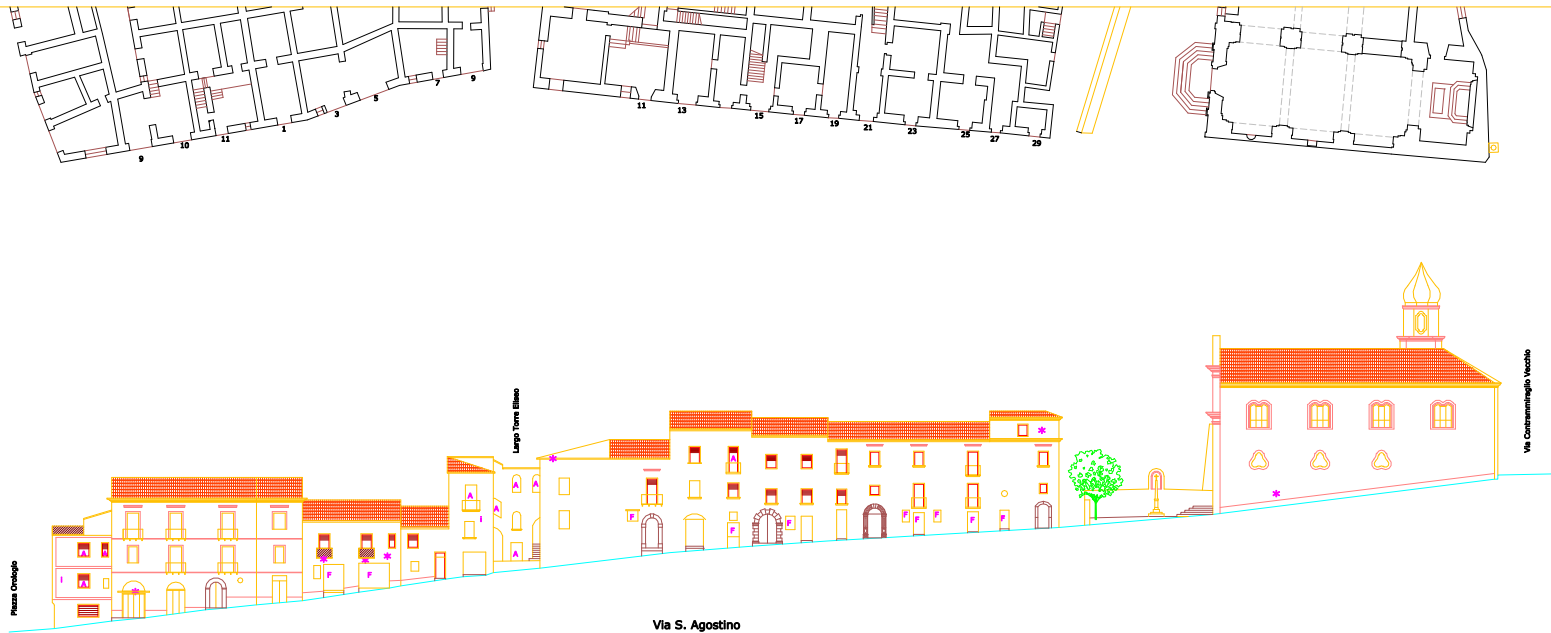 9
10
11
1
3
5
7
9
11
13
15
17
19
21
23
25
27
29
Piazza Orologio
Largo Torre Eliseo
Via Contrammiraglio Vecchio
A
A
I
A
*
*
*
*
F
F
A
I
A
A
A
A
*
F
A
F
F
F
F
F
F
F
*
*
Via S. Agostino